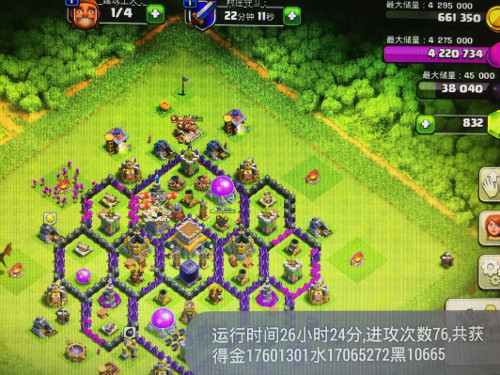 1/4
22分钟 11秒
最大储量: 4 295 000
661 350
最大储量: 4 275 000
4 220 734
最大储量: 45 000
38 040
832
运行时间26小时24分,进攻次数76,共获
得金17601301水17065272黑10665